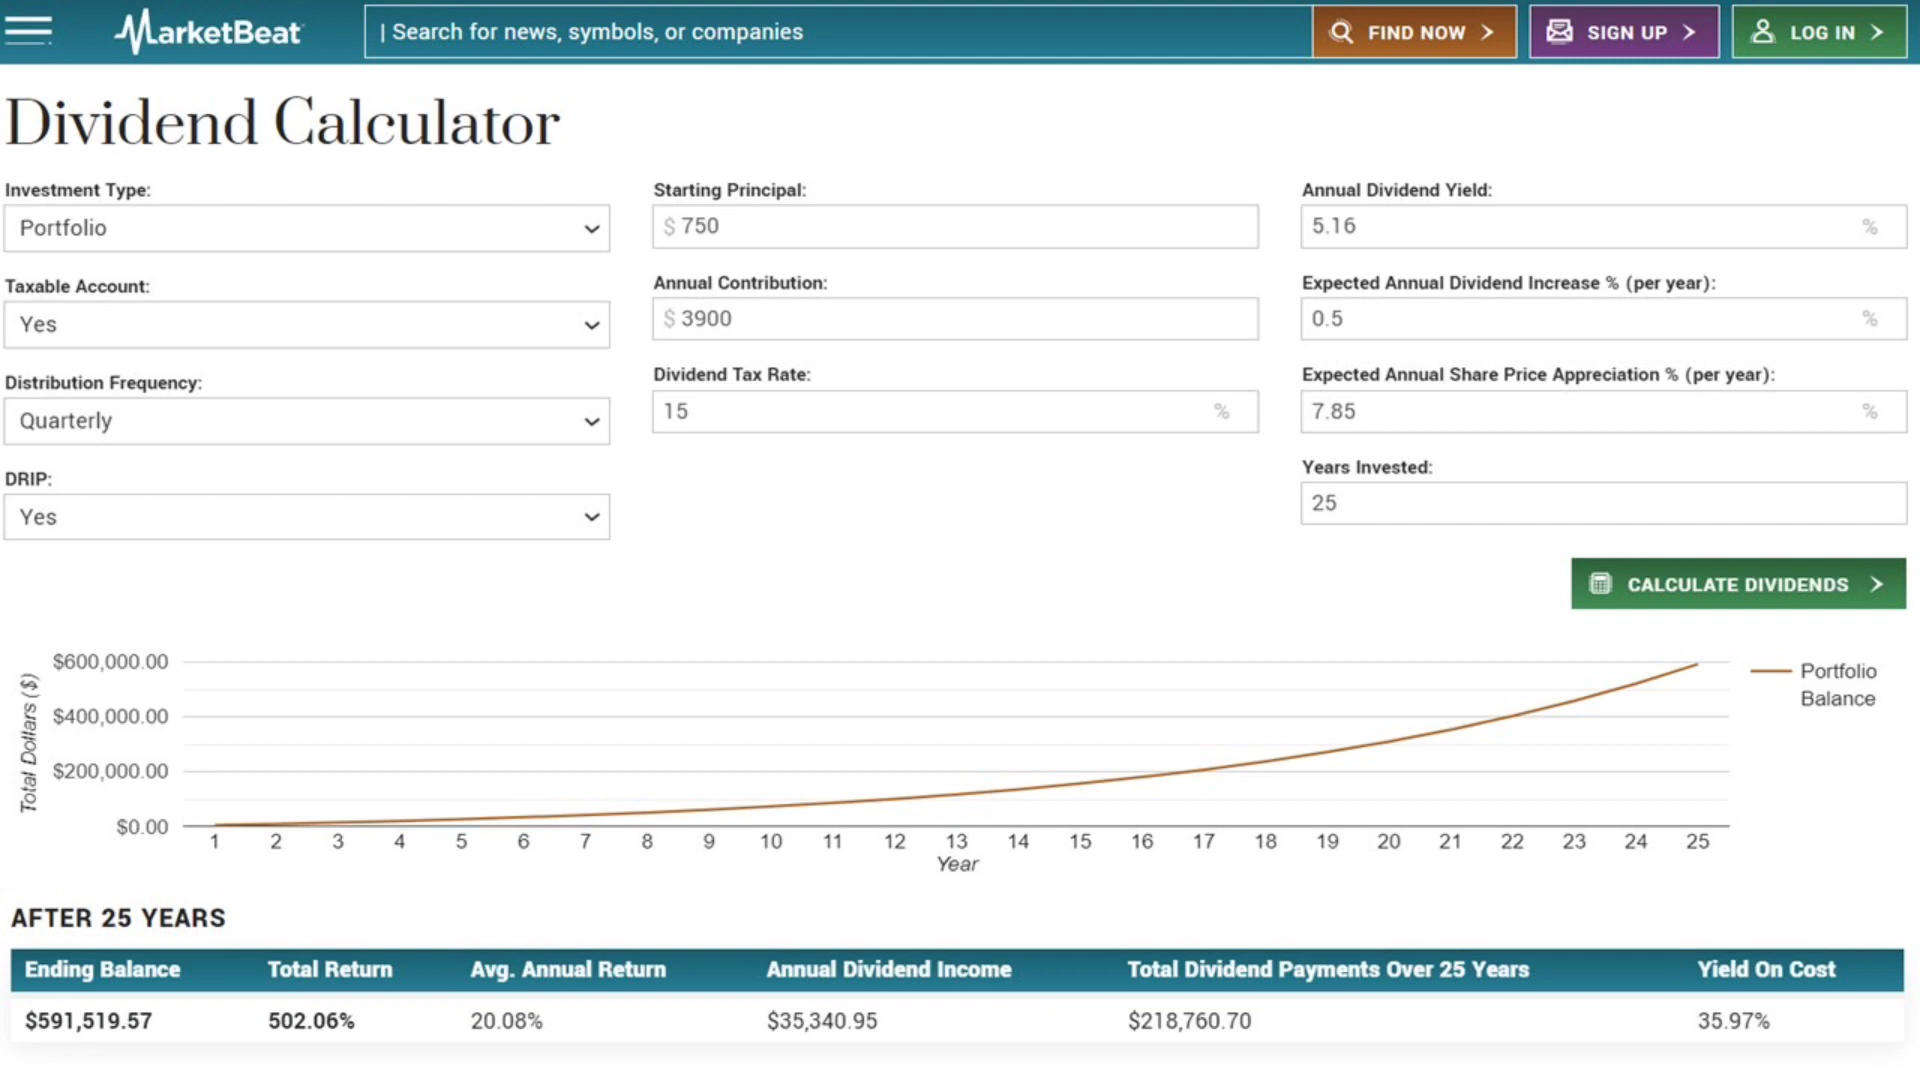 MarketBeat
| Search for news, symbols, or companies
FIND NOW
SIGN UP
LOG IN
Dividend Calculator
Investment Type:
Portfolio
Taxable Account:
Yes
Distribution Frequency:
Quarterly
DRIP:
Yes
Starting Principal:
$ 750
Annual Contribution:
$ 3900
Dividend Tax Rate:
15 %
Annual Dividend Yield:
5.16 %
Expected Annual Dividend Increase % (per year):
0.5 %
Expected Annual Share Price Appreciation % (per year):
7.85 %
Years Invested:
25
CALCULATE DIVIDENDS
Total Dollars ($)
$600,000.00
$400,000.00
$200,000.00
$0.00
1 2 3 4 5 6 7 8 9 10 11 12 13 14 15 16 17 18 19 20 21 22 23 24 25
Year
Portfolio
Balance
AFTER 25 YEARS
Ending Balance Total Return Avg. Annual Return Annual Dividend Income Total Dividend Payments Over 25 Years Yield On Cost
$591,519.57 502.06% 20.08% $35,340.95 $218,760.70 35.97%